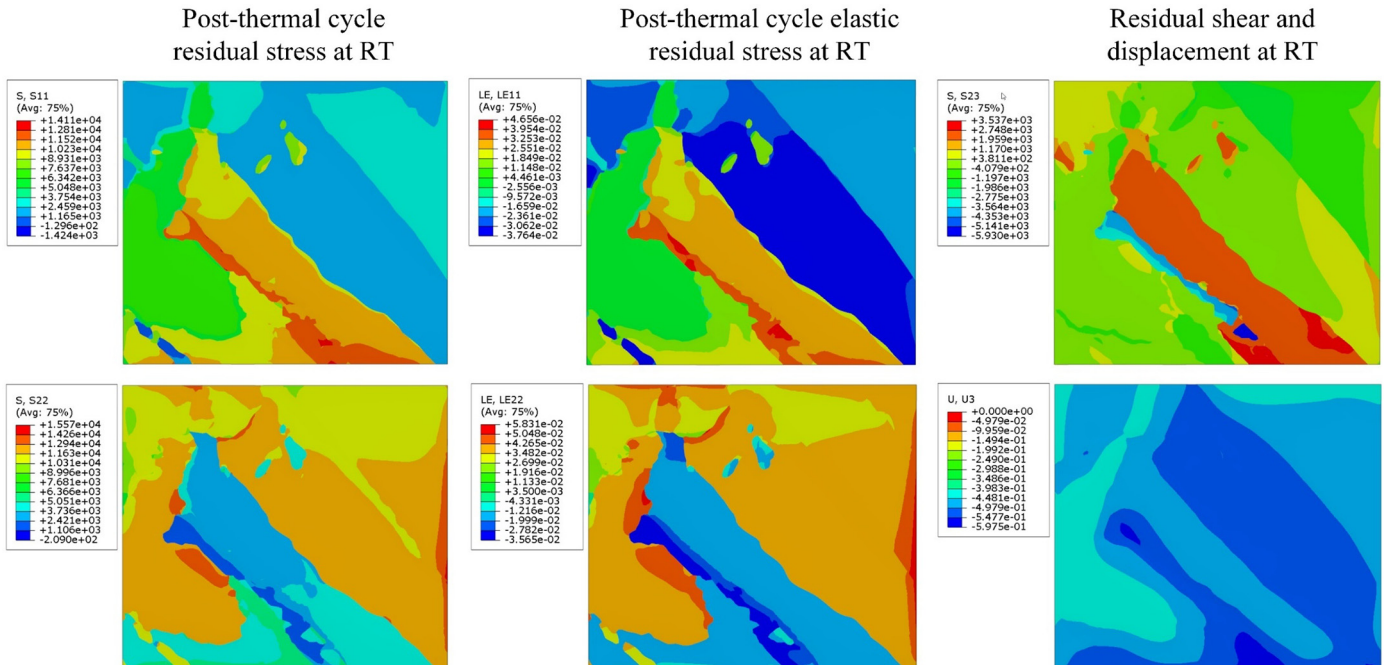 Post-thermal cycle
residual stress at RT
Post-thermal cycle elastic
residual stress at RT
Residual shear and
displacement at RT
S, S11
(Avg: 75%)
+1.411e+04
+1.281e+04
+1.152e+04
+1.023e+04
+8.931e+03
+7.637e+03
+6.342e+03
+5.048e+03
+3.754e+03
+2.459e+03
+1.165e+03
-1.296e+02
-1.424e+03
LE, LE11
(Avg: 75%)
+4.656e-02
+3.954e-02
+3.253e-02
+2.551e-02
+1.849e-02
+1.148e-02
+4.461e-03
-2.556e-03
-9.572e-03
-1.659e-02
-2.361e-02
-3.062e-02
-3.764e-02
S, S23
(Avg: 75%)
+3.537e+03
+2.748e+03
+1.959e+03
+1.170e+03
+3.811e+02
-4.079e+02
-1.197e+03
-1.986e+03
-2.775e+03
-3.564e+03
-4.353e+03
-5.141e+03
-5.930e+03
S, S22
(Avg: 75%)
+1.557e+04
+1.426e+04
+1.294e+04
+1.163e+04
+1.031e+04
+8.996e+03
+7.681e+03
+6.366e+03
+5.051e+03
+3.736e+03
+2.421e+03
+1.106e+03
-2.090e+02
LE, LE22
(Avg: 75%)
+5.831e-02
+5.048e-02
+4.265e-02
+3.482e-02
+2.699e-02
+1.916e-02
+1.133e-02
+3.500e-03
-4.331e-03
-1.216e-02
-1.999e-02
-2.782e-02
-3.565e-02
U, U3
+0.000e+00
-4.979e-02
-9.959e-02
-1.494e-01
-1.992e-01
-2.490e-01
-2.988e-01
-3.486e-01
-3.983e-01
-4.481e-01
-4.979e-01
-5.477e-01
-5.975e-01